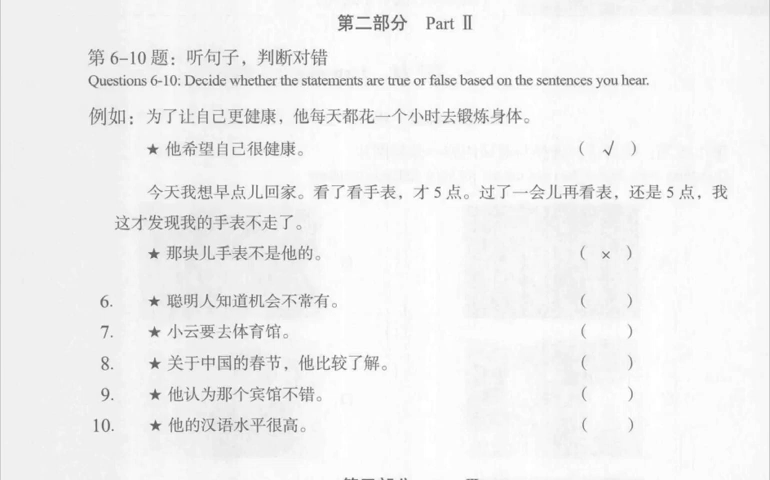 第二部分 Part Ⅱ
第 6-10 题：听句子，判断对错
Questions 6-10: Decide whether the statements are true or false based on the sentences you hear.
例如：为了让自己更健康，他每天都花一个小时去锻炼身体。
★ 他希望自己很健康。 （ √ ）
今天我想早点儿回家。看了看手表，才 5 点。过了一会儿再看表，还是 5 点，我
这才发现我的手表不走了。
★ 那块儿手表不是他的。 （ × ）
6. ★ 聪明人知道机会不常有。 （ ）
7. ★ 小云要去体育馆。 （ ）
8. ★ 关于中国的春节，他比较了解。 （ ）
9. ★ 他认为那个宾馆不错。 （ ）
10. ★ 他的汉语水平很高。 （ ）